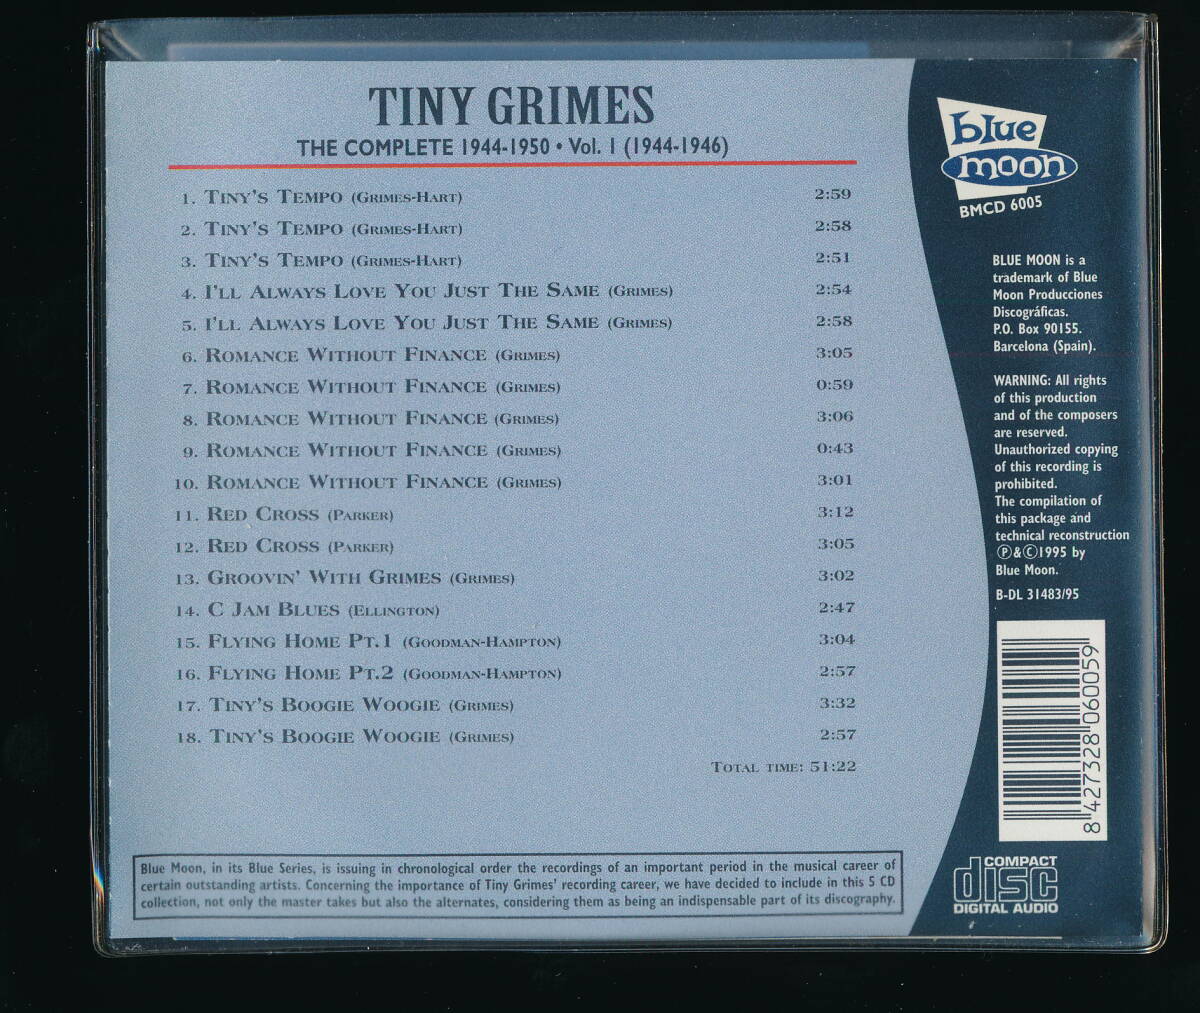 TINY GRIMES
THE COMPLETE 1944-1950 • Vol. 1 (1944-1946)
1. TINY'S TEMPO (GRIMES-HART) 2:59
2. TINY'S TEMPO (GRIMES-HART) 2:58
3. TINY'S TEMPO (GRIMES-HART) 2:51
4. I'LL ALWAYS LOVE YOU JUST THE SAME (GRIMES) 2:54
5. I'LL ALWAYS LOVE YOU JUST THE SAME (GRIMES) 2:58
6. ROMANCE WITHOUT FINANCE (GRIMES) 3:05
7. ROMANCE WITHOUT FINANCE (GRIMES) 0:59
8. ROMANCE WITHOUT FINANCE (GRIMES) 3:06
9. ROMANCE WITHOUT FINANCE (GRIMES) 0:43
10. ROMANCE WITHOUT FINANCE (GRIMES) 3:01
11. RED CROSS (PARKER) 3:12
12. RED CROSS (PARKER) 3:05
13. GROOVIN' WITH GRIMES (GRIMES) 3:02
14. C JAM BLUES (ELLINGTON) 2:47
15. FLYING HOME PT.1 (GOODMAN-HAMPTON) 3:04
16. FLYING HOME PT.2 (GOODMAN-HAMPTON) 2:57
17. TINY'S BOOGIE WOOGIE (GRIMES) 3:32
18. TINY'S BOOGIE WOOGIE (GRIMES) 2:57
TOTAL TIME: 51:22
Blue Moon, in its Blue Series, is issuing in chronological order the recordings of an important period in the musical career of
certain outstanding artists. Concerning the importance of Tiny Grimes' recording career, we have decided to include in this 5 CD
collection, not only the master takes but also the alternates, considering them as being an indispensable part of its discography.
blue
moon
BMCD 6005
BLUE MOON is a
trademark of Blue
Moon Producciones
Discográficas.
P.O. Box 90155.
Barcelona (Spain).
WARNING: All rights
of this production
and of the composers
are reserved.
Unauthorized copying
of this recording is
prohibited.
The compilation of
this package and
technical reconstruction
Ⓟ&Ⓒ1995 by
Blue Moon.
B-DL 31483/95
8 427328 060059
COMPACT
disc
DIGITAL AUDIO